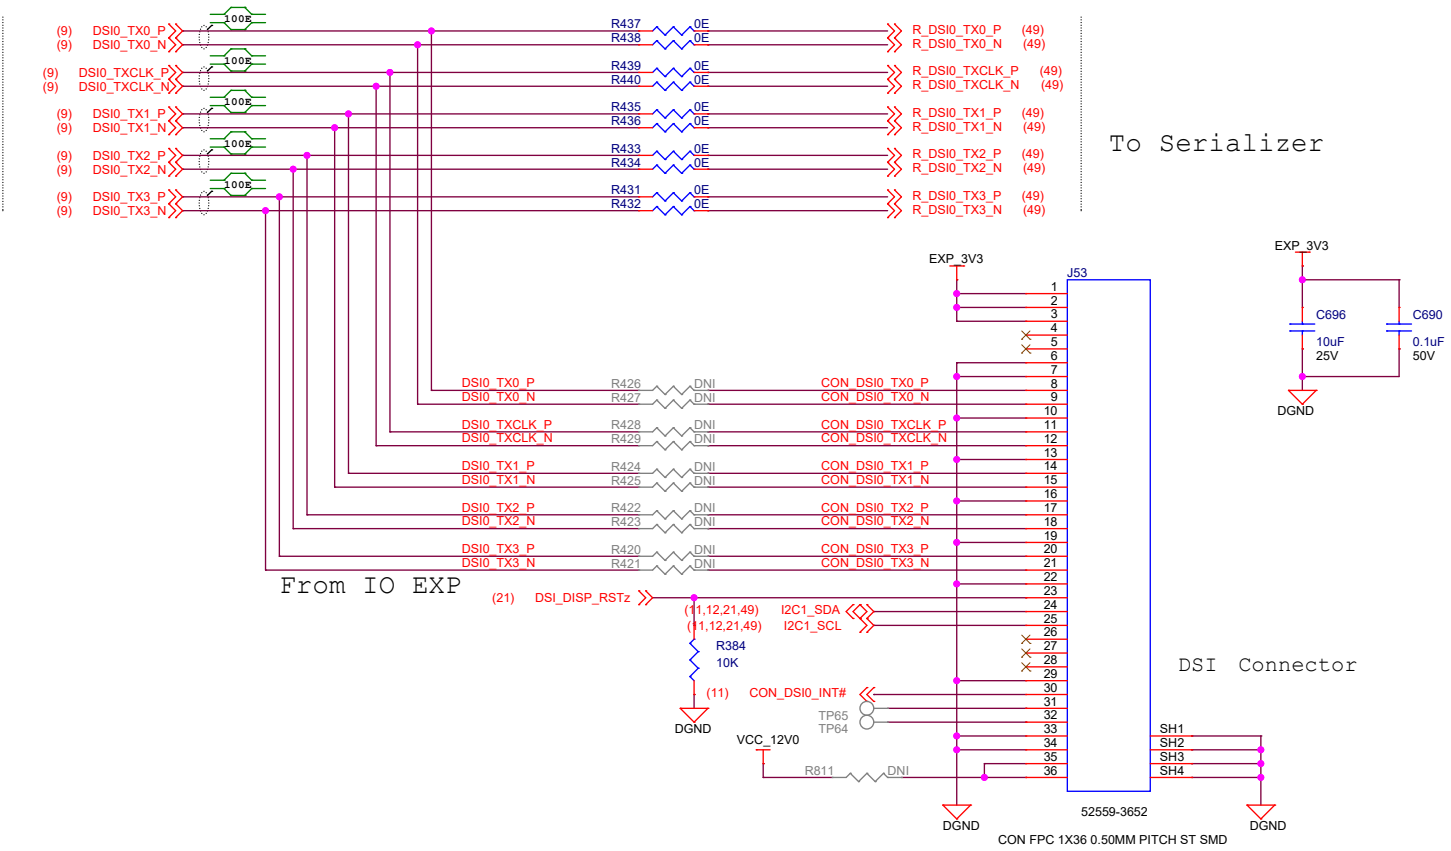 100E
(9) DSI0_TX0_P R437 0E R_DSI0_TX0_P (49)
(9) DSI0_TX0_N R438 0E R_DSI0_TX0_N (49)
100E
(9) DSI0_TXCLK_P R439 0E R_DSI0_TXCLK_P (49)
(9) DSI0_TXCLK_N R440 0E R_DSI0_TXCLK_N (49)
100E
(9) DSI0_TX1_P R435 0E R_DSI0_TX1_P (49)
(9) DSI0_TX1_N R436 0E R_DSI0_TX1_N (49)
To Serializer
100E
(9) DSI0_TX2_P R433 0E R_DSI0_TX2_P (49)
(9) DSI0_TX2_N R434 0E R_DSI0_TX2_N (49)
100E
(9) DSI0_TX3_P R431 0E R_DSI0_TX3_P (49)
(9) DSI0_TX3_N R432 0E R_DSI0_TX3_N (49)
EXP_3V3
EXP_3V3
J53
1
2
3
4
5
6
7
C696
10uF
25V
C690
0.1uF
50V
DGND
DSI0_TX0_P R426 DNI CON_DSI0_TX0_P 8
DSI0_TX0_N R427 DNI CON_DSI0_TX0_N 9
10
DSI0_TXCLK_P R428 DNI CON_DSI0_TXCLK_P 11
DSI0_TXCLK_N R429 DNI CON_DSI0_TXCLK_N 12
13
DSI0_TX1_P R424 DNI CON_DSI0_TX1_P 14
DSI0_TX1_N R425 DNI CON_DSI0_TX1_N 15
16
DSI0_TX2_P R422 DNI CON_DSI0_TX2_P 17
DSI0_TX2_N R423 DNI CON_DSI0_TX2_N 18
19
DSI0_TX3_P R420 DNI CON_DSI0_TX3_P 20
DSI0_TX3_N R421 DNI CON_DSI0_TX3_N 21
From IO EXP
22
(21) DSI_DISP_RSTz 23
(11,12,21,49) I2C1_SDA 24
(11,12,21,49) I2C1_SCL 25
26
R384
10K
27
28
DSI Connector
29
(11) CON_DSI0_INT# 30
DGND
TP65 31
TP64 32
33
34
VCC_12V0
35
R811 DNI 36
SH1
SH2
SH3
SH4
DGND
52559-3652
DGND
CON FPC 1X36 0.50MM PITCH ST SMD